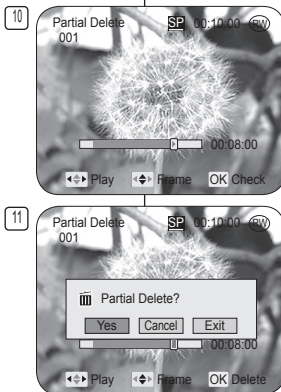 10
Partial Delete SP 00:10:00 RW
001
00:08:00
Play Frame OK Check
11
Partial Delete SP 00:10:00 RW
001
Partial Delete?
Yes Cancel Exit
00:08:00
Play Frame OK Delete